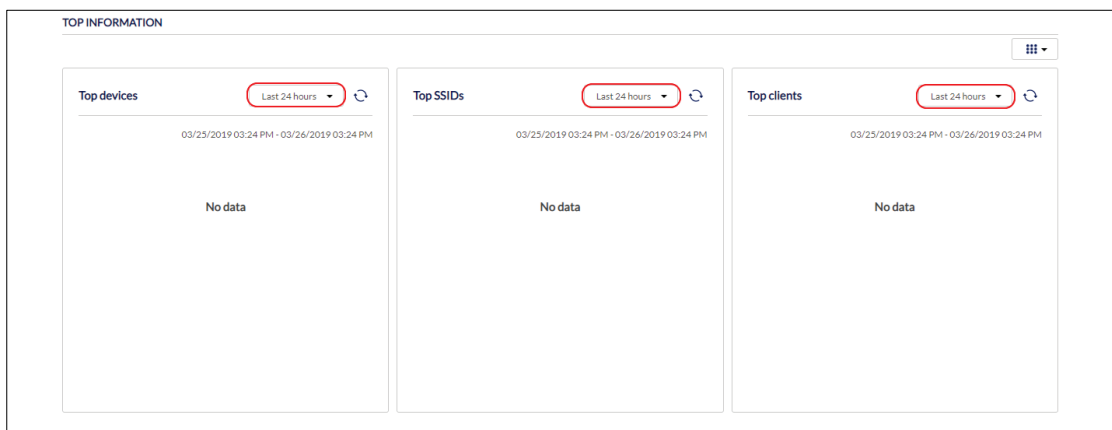 TOP INFORMATION
Top devices
Last 24 hours
03/25/2019 03:24 PM - 03/26/2019 03:24 PM
No data
Top SSIDs
Last 24 hours
03/25/2019 03:24 PM - 03/26/2019 03:24 PM
No data
Top clients
Last 24 hours
03/25/2019 03:24 PM - 03/26/2019 03:24 PM
No data